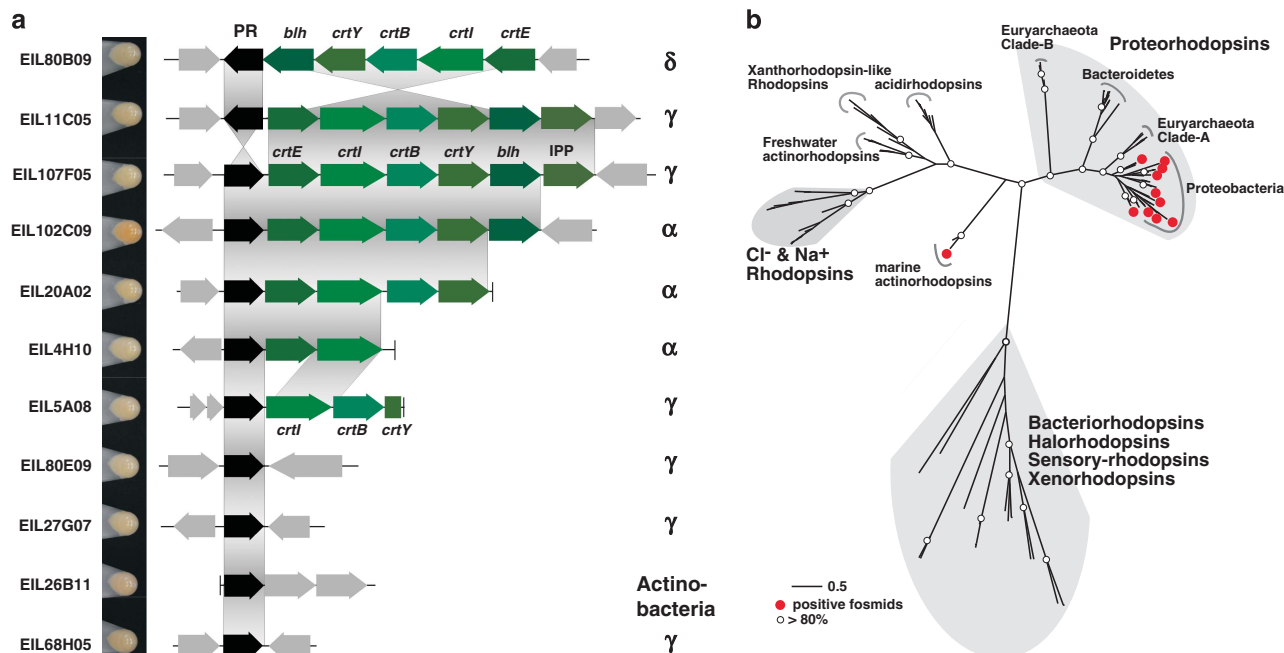 a
PR blh crtY crtB crtI crtE
EIL80B09 δ
EIL11C05 γ
crtE crtI crtB crtY blh IPP
EIL107F05 γ
EIL102C09 α
EIL20A02 α
EIL4H10 α
EIL5A08 γ
crtI crtB crtY
EIL80E09 γ
EIL27G07 γ
EIL26B11
Actino-
bacteria
EIL68H05 γ
b
Euryarchaeota
Clade-B
Proteorhodopsins
Bacteroidetes
Xanthorhodopsin-like
Rhodopsins
acidirhodopsins
Euryarchaeota
Clade-A
Freshwater
actinorhodopsins
Proteobacteria
Cl- & Na+
Rhodopsins
marine
actinorhodopsins
Bacteriorhodopsins
Halorhodopsins
Sensory-rhodopsins
Xenorhodopsins
0.5
positive fosmids
> 80%